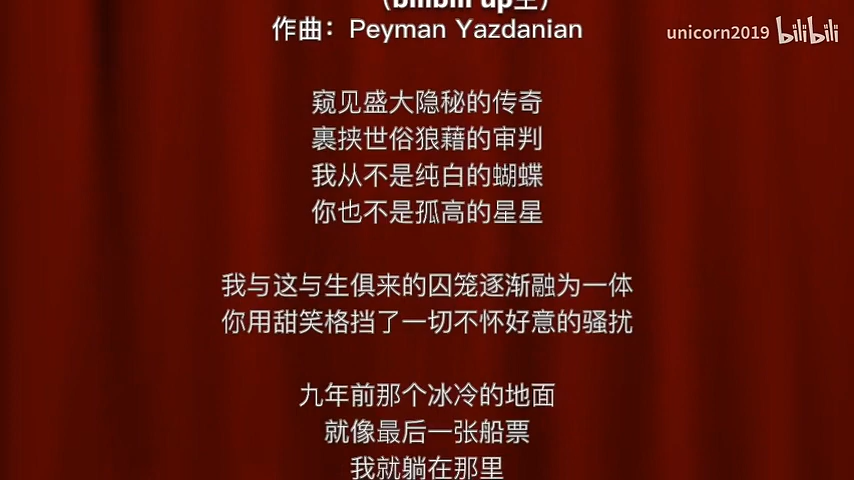 （bilibili up主）
作曲：Peyman Yazdanian
unicorn2019 bilibili
窥见盛大隐秘的传奇
裹挟世俗狼藉的审判
我从不是纯白的蝴蝶
你也不是孤高的星星
我与这与生俱来的囚笼逐渐融为一体
你用甜笑格挡了一切不怀好意的骚扰
九年前那个冰冷的地面
就像最后一张船票
我就躺在那里